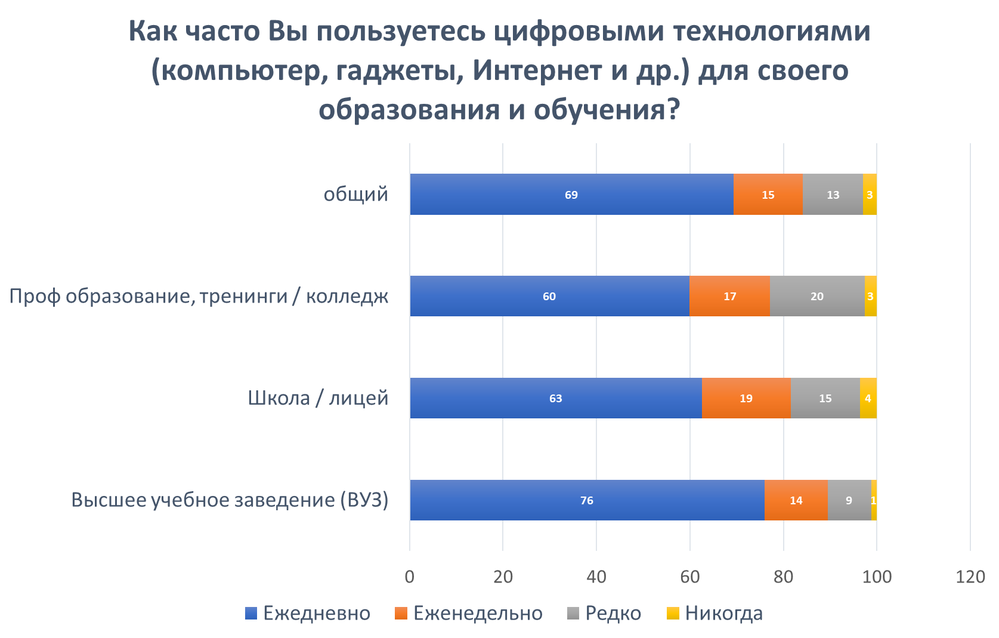 Как часто Вы пользуетесь цифровыми технологиями
(компьютер, гаджеты, Интернет и др.) для своего
образования и обучения?
общий
69 15 13 3
Проф образование, тренинги / колледж
60 17 20 3
Школа / лицей
63 19 15 4
Высшее учебное заведение (ВУЗ)
76 14 9 1
0 20 40 60 80 100 120
Ежедневно Еженедельно Редко Никогда